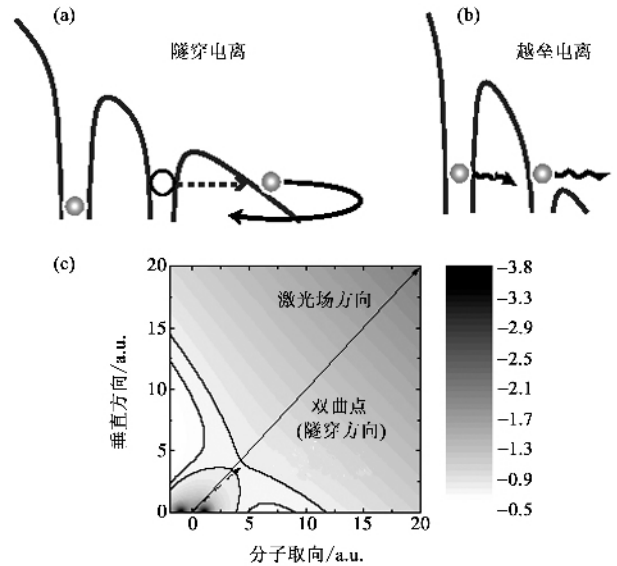 (a)
隧穿电离
(b)
越垒电离
(c)
20
15
10
5
0
垂直方向/a.u.
激光场方向
双曲点
(隧穿方向)
0
5
10
15
20
分子取向/a.u.
-3.8
-3.3
-2.9
-2.5
-2.1
-1.7
-1.3
-0.9
-0.5